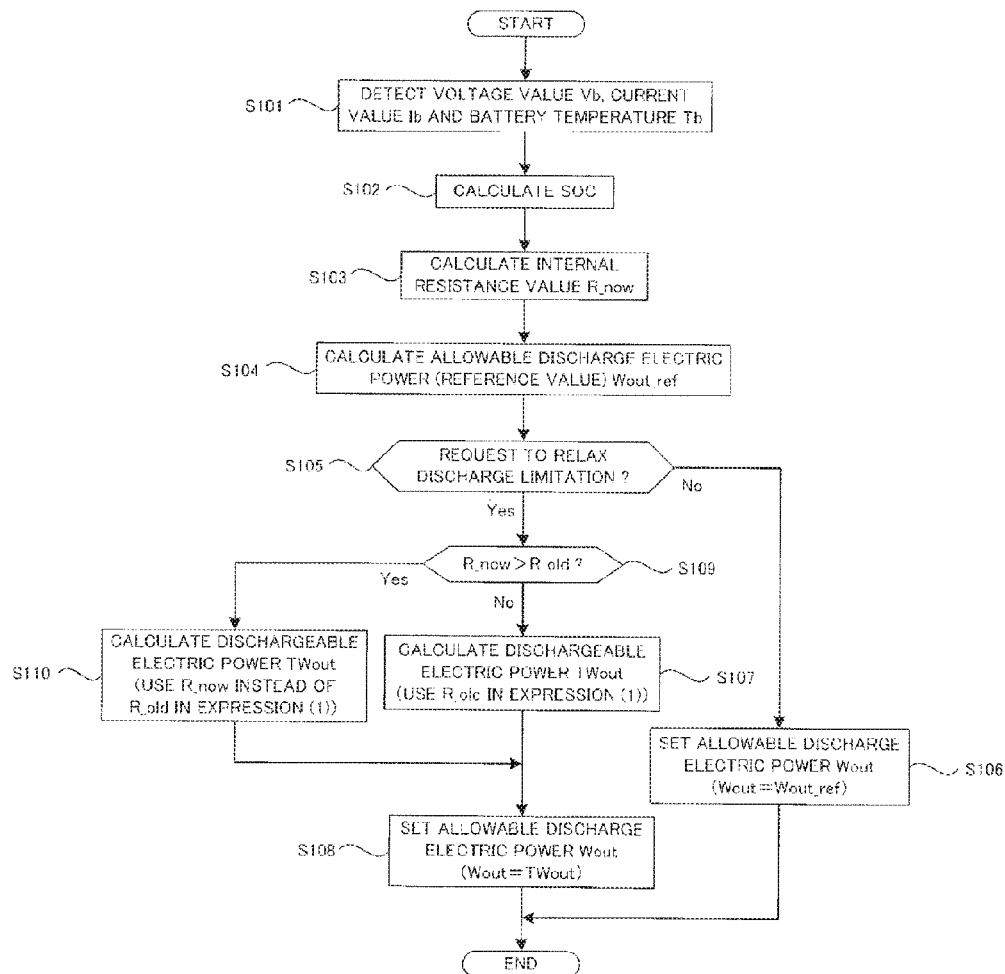 START
S101
DETECT VOLTAGE VALUE Vb, CURRENT
VALUE Ib AND BATTERY TEMPERATURE Tb
S102
CALCULATE SOC
S103
CALCULATE INTERNAL
RESISTANCE VALUE R_now
S104
CALCULATE ALLOWABLE DISCHARGE ELECTRIC
POWER (REFERENCE VALUE) Wout_ref
S105
REQUEST TO RELAX
DISCHARGE LIMITATION ?
No
Yes
R_now > R_old ?
S109
Yes
No
S110
CALCULATE DISCHARGEABLE
ELECTRIC POWER TWout
(USE R_now INSTEAD OF
R_old IN EXPRESSION (1))
CALCULATE DISCHARGEABLE
ELECTRIC POWER TWout
(USE R_old IN EXPRESSION (1))
S107
SET ALLOWABLE DISCHARGE
ELECTRIC POWER Wout
(Wout = Wout_ref)
S106
S108
SET ALLOWABLE DISCHARGE
ELECTRIC POWER Wout
(Wout = TWout)
END